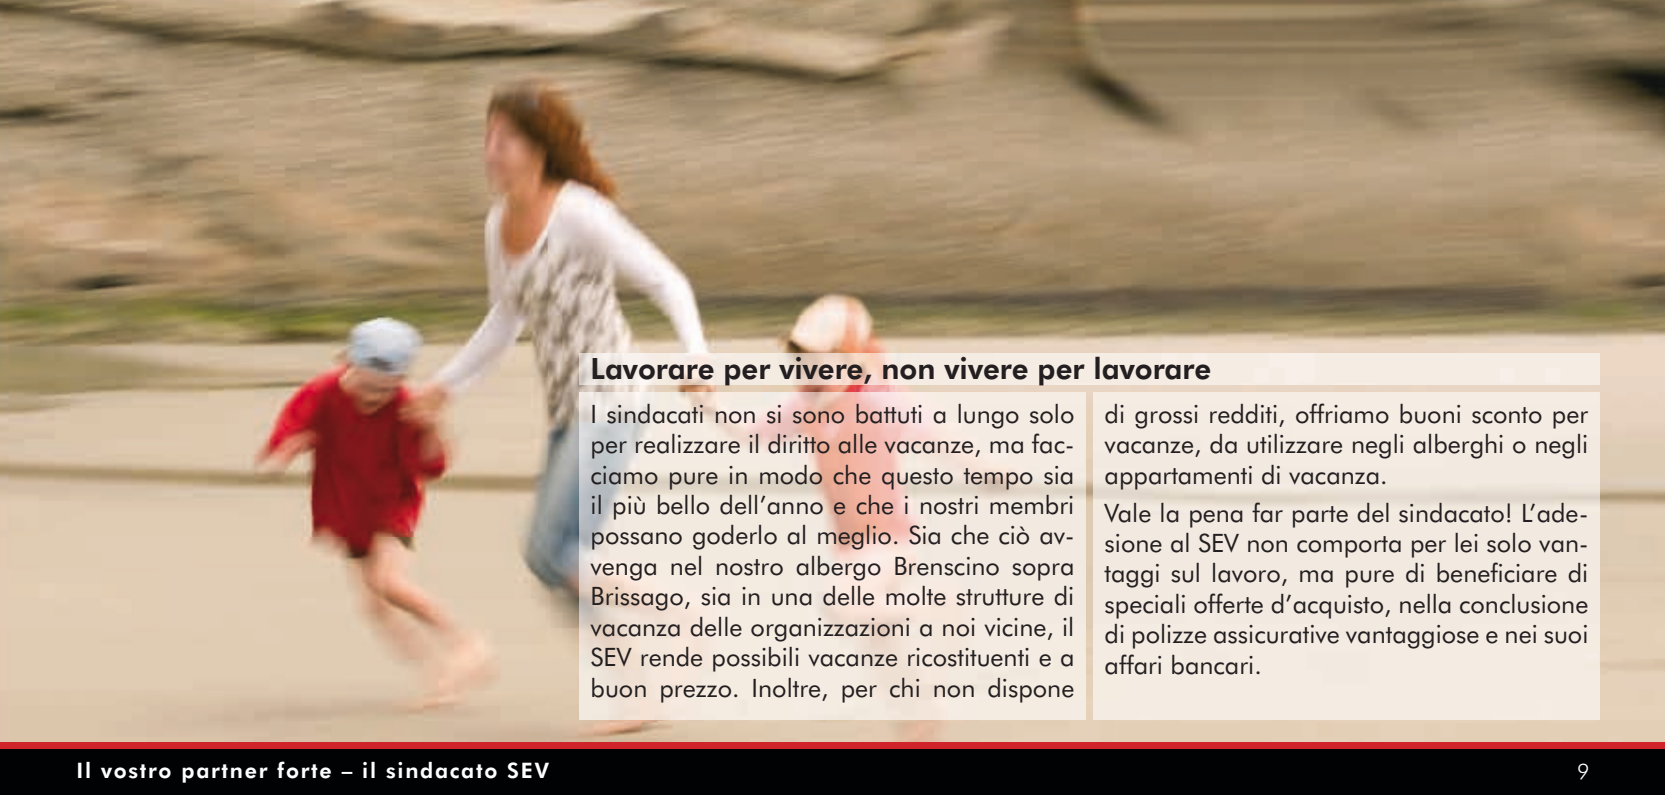 Lavorare per vivere, non vivere per lavorare
I sindacati non si sono battuti a lungo solo
per realizzare il diritto alle vacanze, ma fac-
ciamo pure in modo che questo tempo sia
il più bello dell’anno e che i nostri membri
possano goderlo al meglio. Sia che ciò av-
venga nel nostro albergo Brenscino sopra
Brissago, sia in una delle molte strutture di
vacanza delle organizzazioni a noi vicine, il
SEV rende possibili vacanze ricostituenti e a
buon prezzo. Inoltre, per chi non dispone
di grossi redditi, offriamo buoni sconto per
vacanze, da utilizzare negli alberghi o negli
appartamenti di vacanza.
Vale la pena far parte del sindacato! L’ade-
sione al SEV non comporta per lei solo van-
taggi sul lavoro, ma pure di beneficiare di
speciali offerte d’acquisto, nella conclusione
di polizze assicurative vantaggiose e nei suoi
affari bancari.
Il vostro partner forte – il sindacato SEV
9